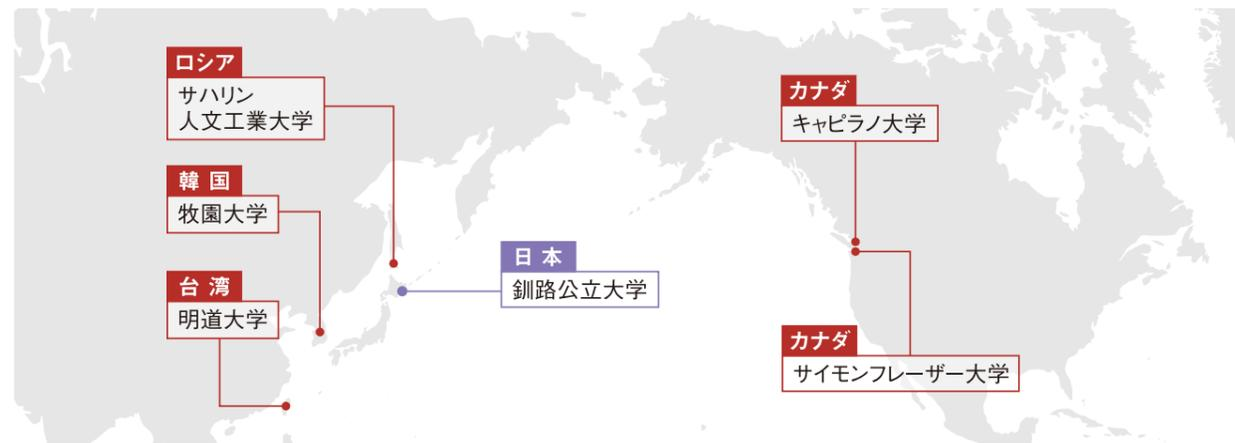 ロシア
サハリン
人文工業大学
韓国
牧園大学
台湾
明道大学
日本
釧路公立大学
カナダ
キャピラノ大学
カナダ
サイモンフレーザー大学